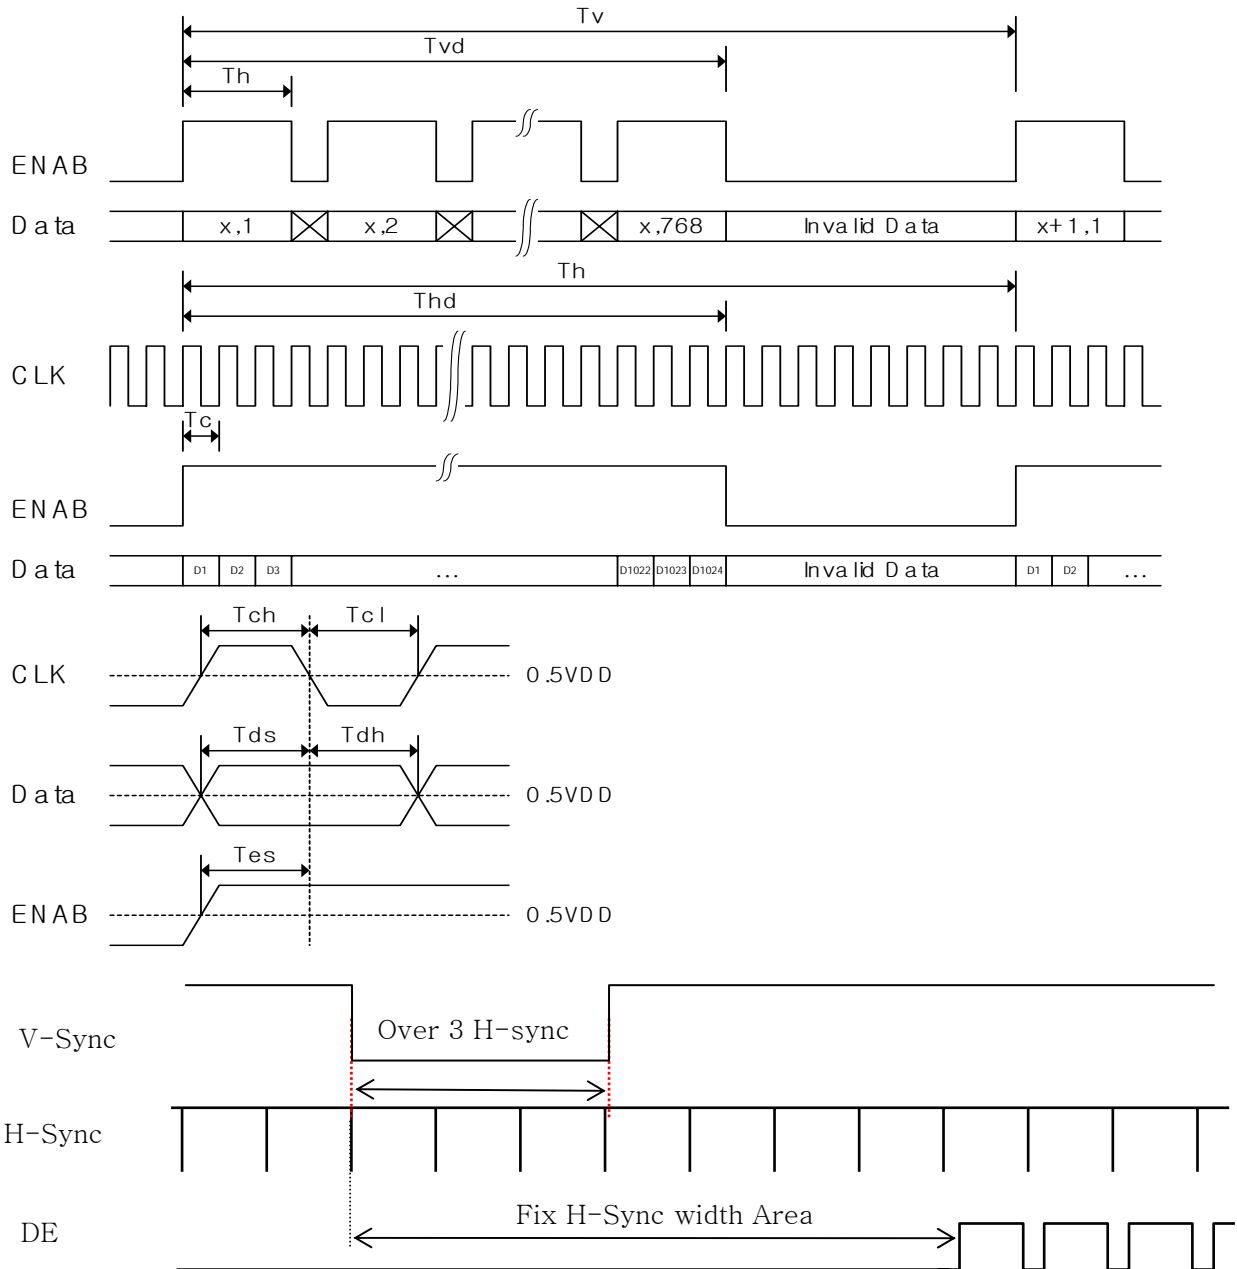 Tv
Tvd
Th
ENAB
Data x,1 x,2 x,768 Invalid Data x+1,1
Th
Thd
CLK
Tc
ENAB
Data D1 D2 D3 ... D1022 D1023 D1024 Invalid Data D1 D2 ...
Tch Tcl
CLK 0.5VDD
Tds Tdh
Data 0.5VDD
Tes
ENAB 0.5VDD
V-Sync Over 3 H-sync
H-Sync
DE Fix H-Sync width Area